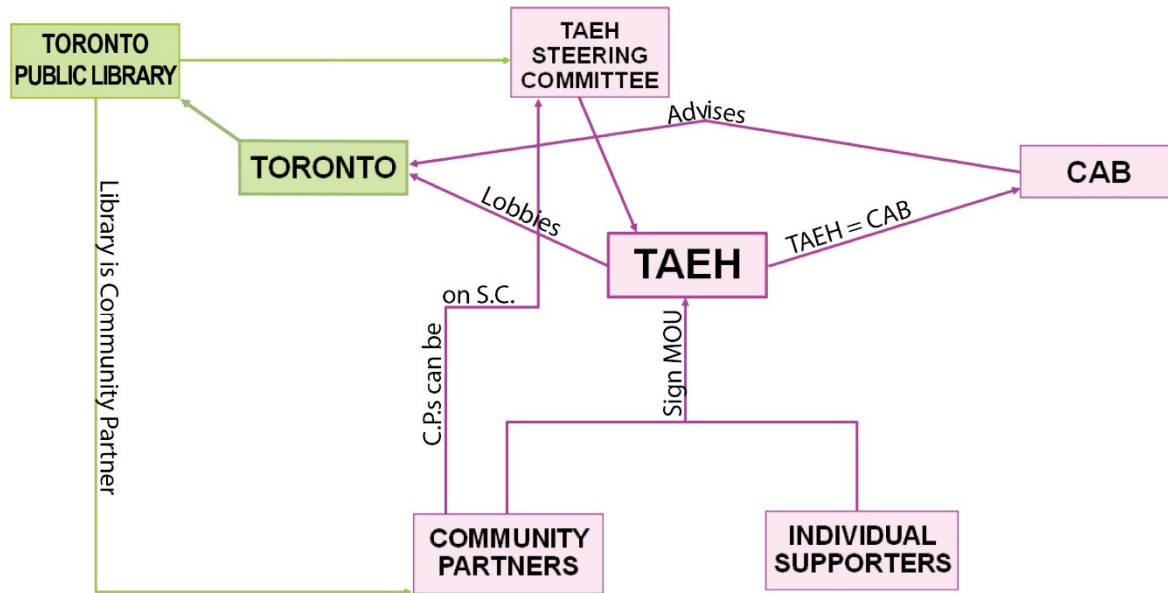 TORONTO
PUBLIC LIBRARY
TAEH
STEERING
COMMITTEE
Advises
TORONTO
CAB
Lobbies
TAEH
TAEH = CAB
Library is Community Partner
C.P.s can be
on S.C.
Sign MOU
COMMUNITY
PARTNERS
INDIVIDUAL
SUPPORTERS